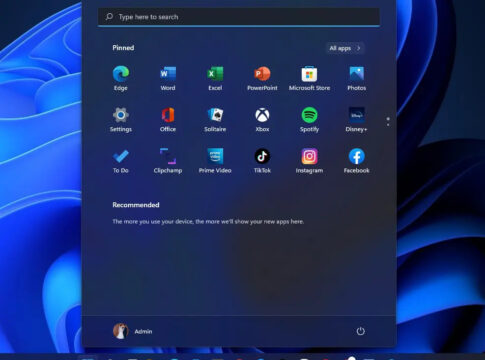 Type here to search
Pinned
All apps
Edge Word Excel PowerPoint Microsoft Store Photos
Settings Office Solitaire Xbox Spotify Disney+
To Do Clipchamp Prime Video TikTok Instagram Facebook
Recommended
The more you use your device, the more we'll show your new apps here.
Admin